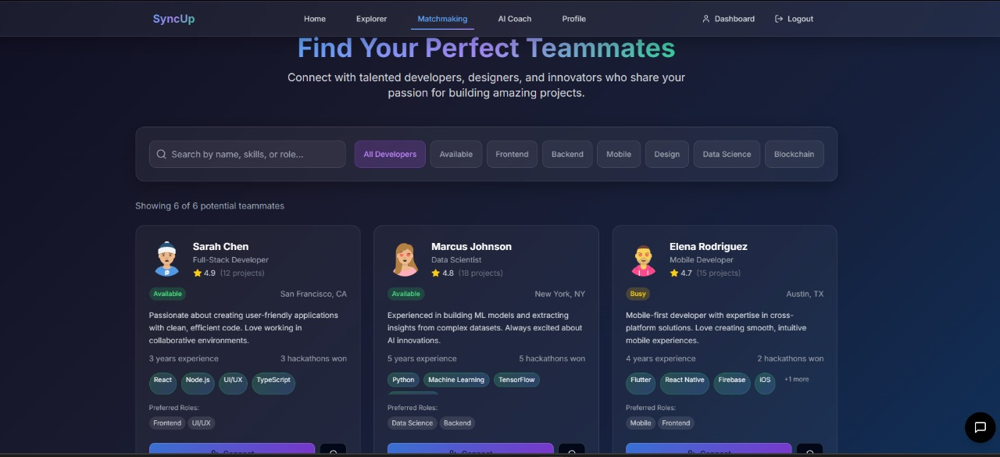 SyncUp Home Explorer Matchmaking AI Coach Profile Dashboard Logout
Find Your Perfect Teammates
Connect with talented developers, designers, and innovators who share your
passion for building amazing projects.
Search by name, skills, or role... All Developers Available Frontend Backend Mobile Design Data Science Blockchain
Showing 6 of 6 potential teammates
Sarah Chen
Full-Stack Developer
4.9 (12 projects)
Available San Francisco, CA
Passionate about creating user-friendly applications
with clean, efficient code. Love working in
collaborative environments.
3 years experience 3 hackathons won
React Node.js UI/UX TypeScript
Preferred Roles:
Frontend UI/UX
Connect
Marcus Johnson
Data Scientist
4.8 (18 projects)
Available New York, NY
Experienced in building ML models and extracting
insights from complex datasets. Always excited about
AI innovations.
5 years experience 5 hackathons won
Python Machine Learning TensorFlow
Preferred Roles:
Data Science Backend
Connect
Elena Rodriguez
Mobile Developer
4.7 (15 projects)
Busy Austin, TX
Mobile-first developer with expertise in cross-
platform solutions. Love creating smooth, intuitive
mobile experiences.
4 years experience 2 hackathons won
Flutter React Native Firebase iOS +1 more
Preferred Roles:
Mobile Frontend
Connect